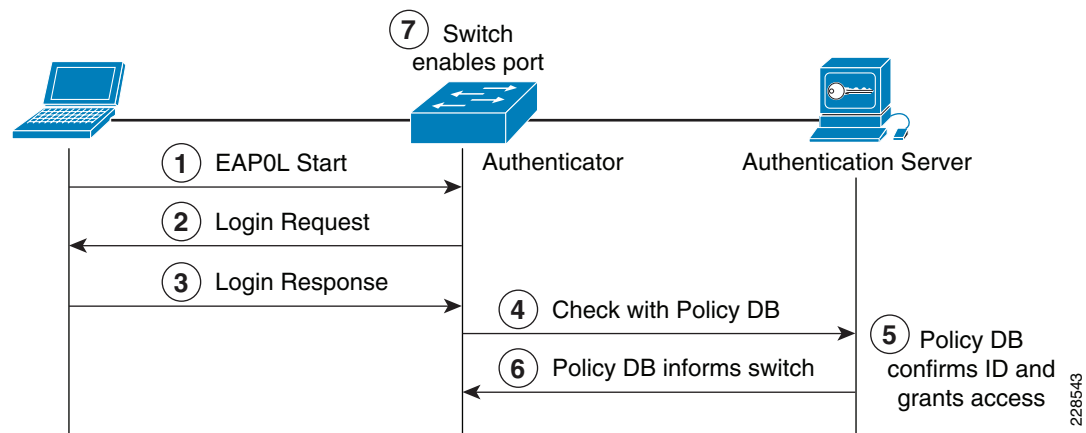 7 Switch
enables port
Authenticator
Authentication Server
1 EAP0L Start
2 Login Request
3 Login Response
4 Check with Policy DB
5 Policy DB
confirms ID and
grants access
6 Policy DB informs switch
228543